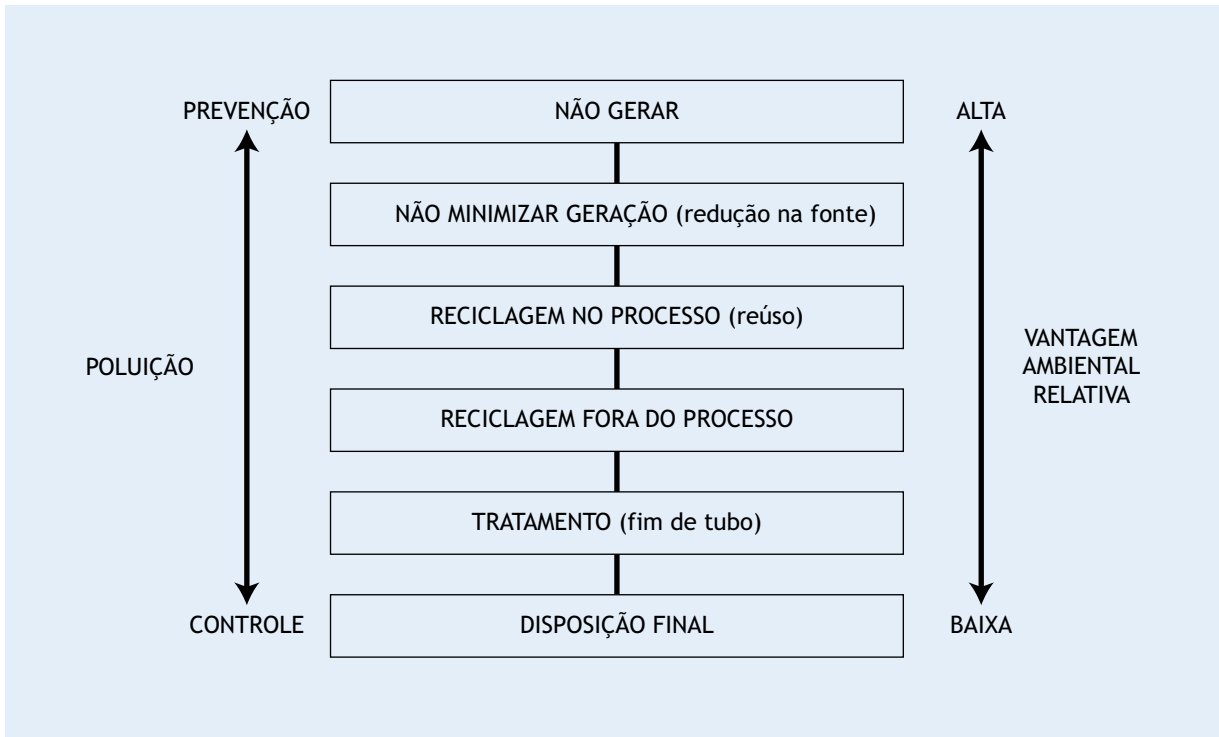 PREVENÇÃO
NÃO GERAR
ALTA
NÃO MINIMIZAR GERAÇÃO (redução na fonte)
RECICLAGEM NO PROCESSO (reúso)
POLUIÇÃO
VANTAGEM
AMBIENTAL
RELATIVA
RECICLAGEM FORA DO PROCESSO
TRATAMENTO (fim de tubo)
CONTROLE
DISPOSIÇÃO FINAL
BAIXA